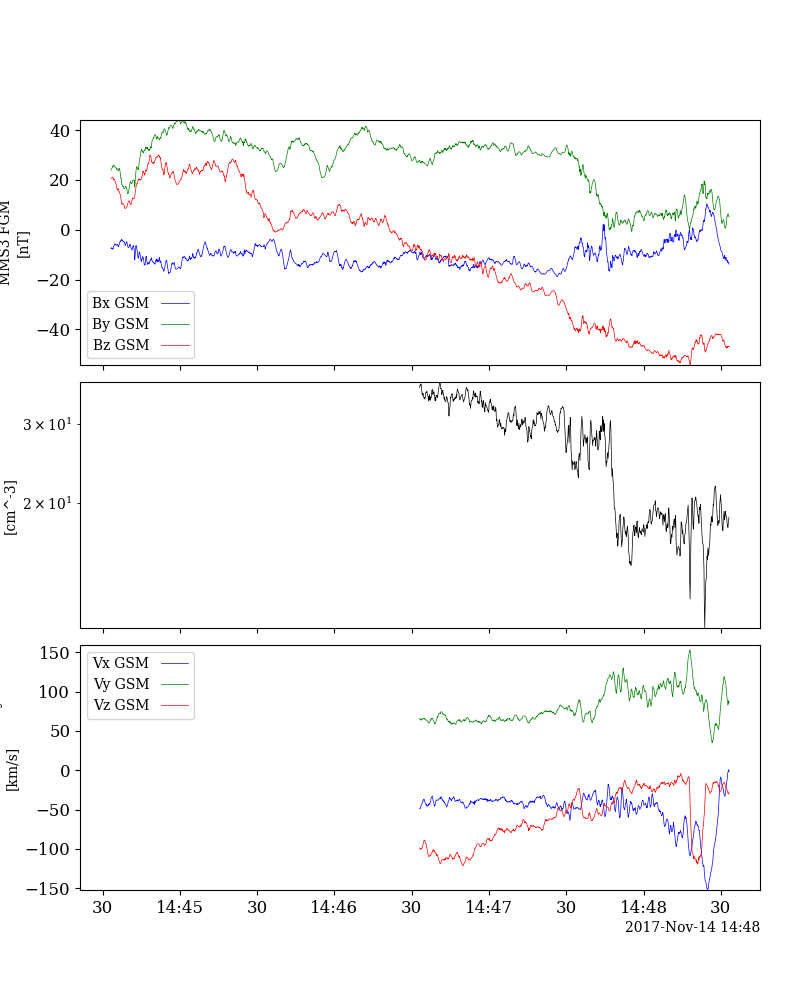 40
20
0
−20
−40
MMS3 FGM
[nT]
Bx GSM
By GSM
Bz GSM
3 × 10¹
2 × 10¹
[cm^-3]
150
100
50
0
−50
−100
−150
[km/s]
Vx GSM
Vy GSM
Vz GSM
30 14:45 30 14:46 30 14:47 30 14:48 30
2017-Nov-14 14:48